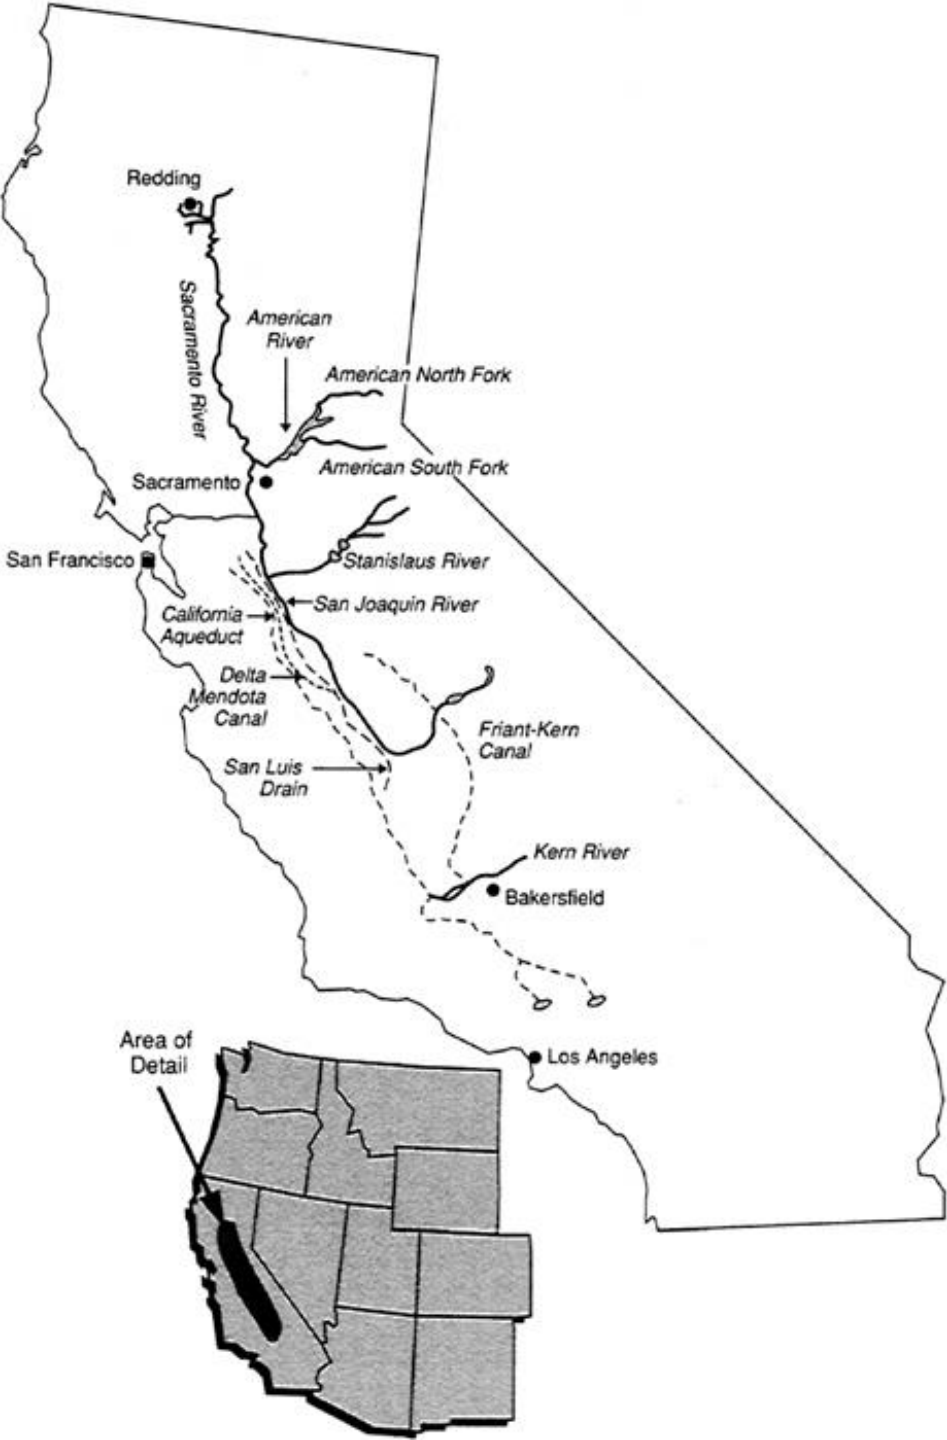 Redding
Sacramento River
American
River
American North Fork
American South Fork
Sacramento
San Francisco
Stanislaus River
San Joaquin River
California
Aqueduct
Delta
Mendota
Canal
Friant-Kern
Canal
San Luis
Drain
Kern River
Bakersfield
Los Angeles
Area of
Detail